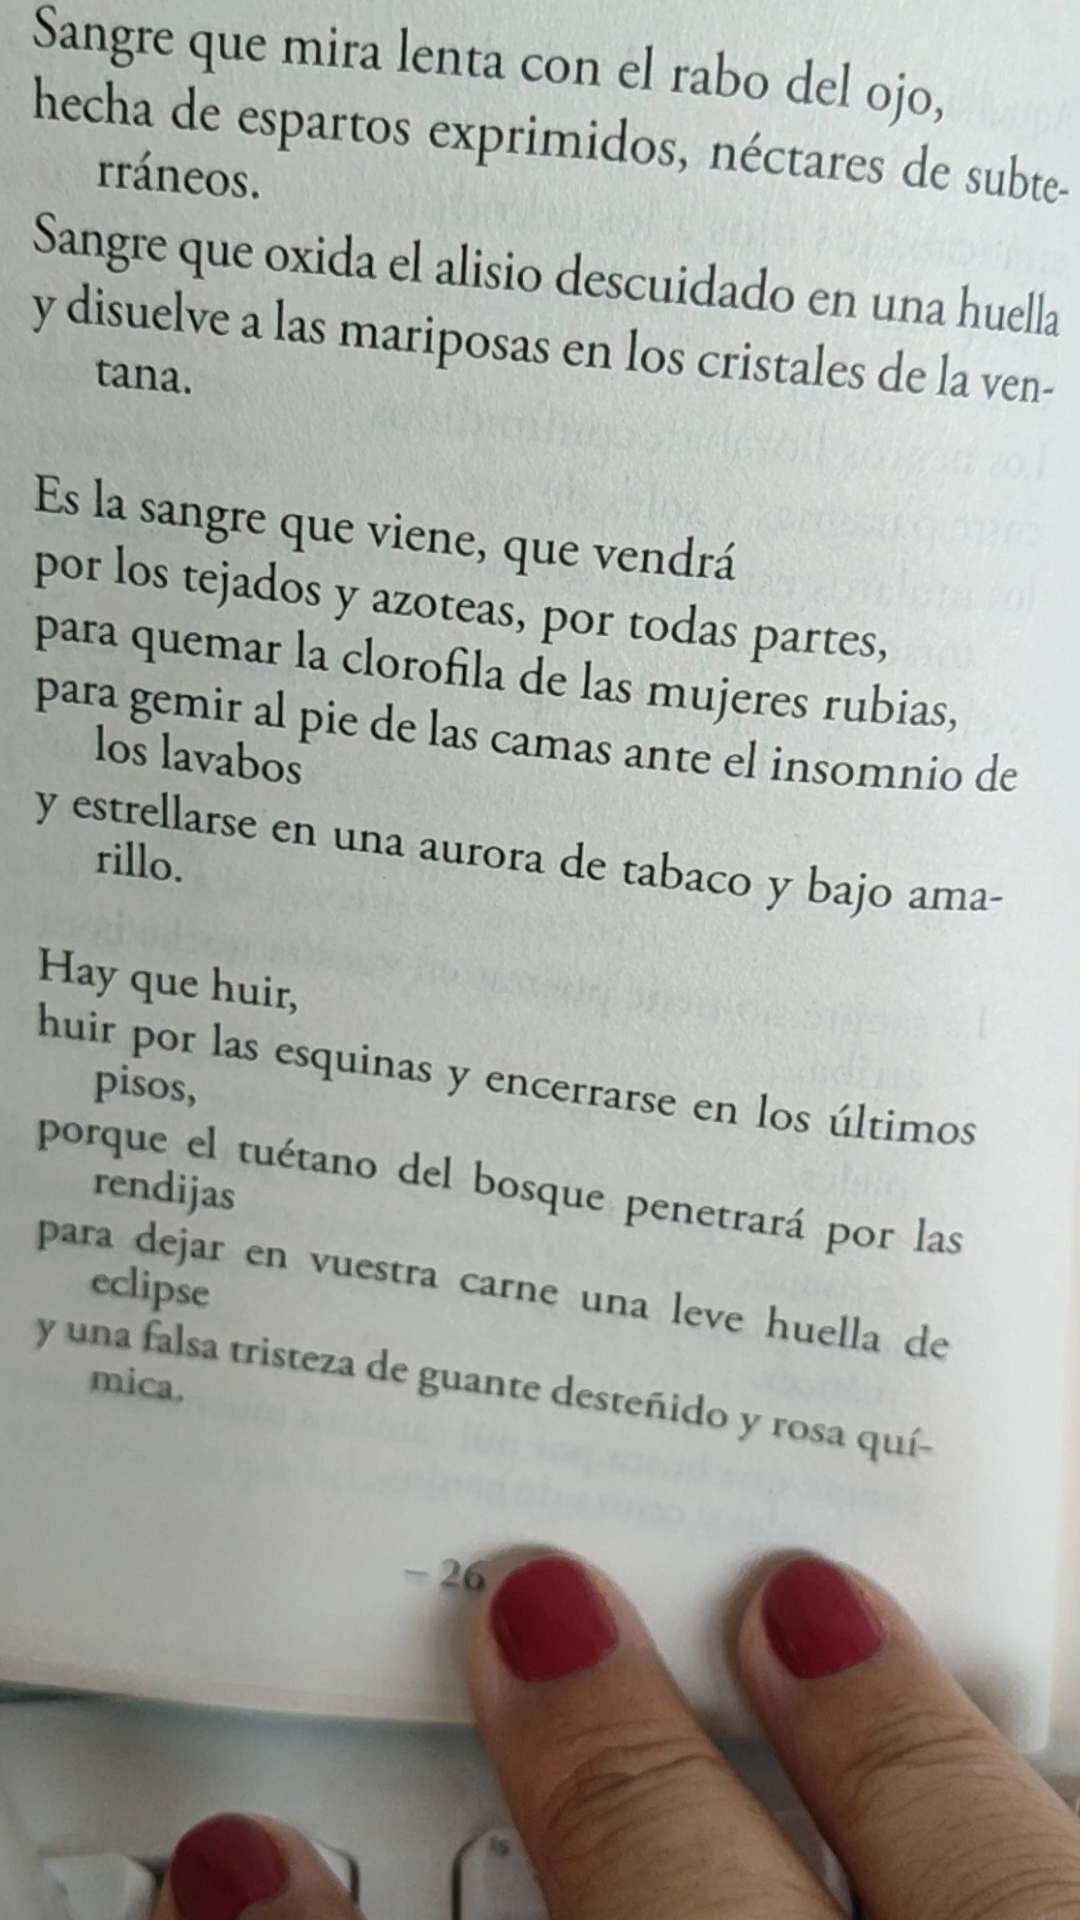 Sangre que mira lenta con el rabo del ojo,
hecha de espartos exprimidos, néctares de subte-
rráneos.
Sangre que oxida el alisio descuidado en una huella
y disuelve a las mariposas en los cristales de la ven-
tana.
Es la sangre que viene, que vendrá
por los tejados y azoteas, por todas partes,
para quemar la clorofila de las mujeres rubias,
para gemir al pie de las camas ante el insomnio de
los lavabos
y estrellarse en una aurora de tabaco y bajo ama-
rillo.
Hay que huir,
huir por las esquinas y encerrarse en los últimos
pisos,
porque el tuétano del bosque penetrará por las
rendijas
para dejar en vuestra carne una leve huella de
eclipse
y una falsa tristeza de guante desteñido y rosa quí-
mica.
– 26